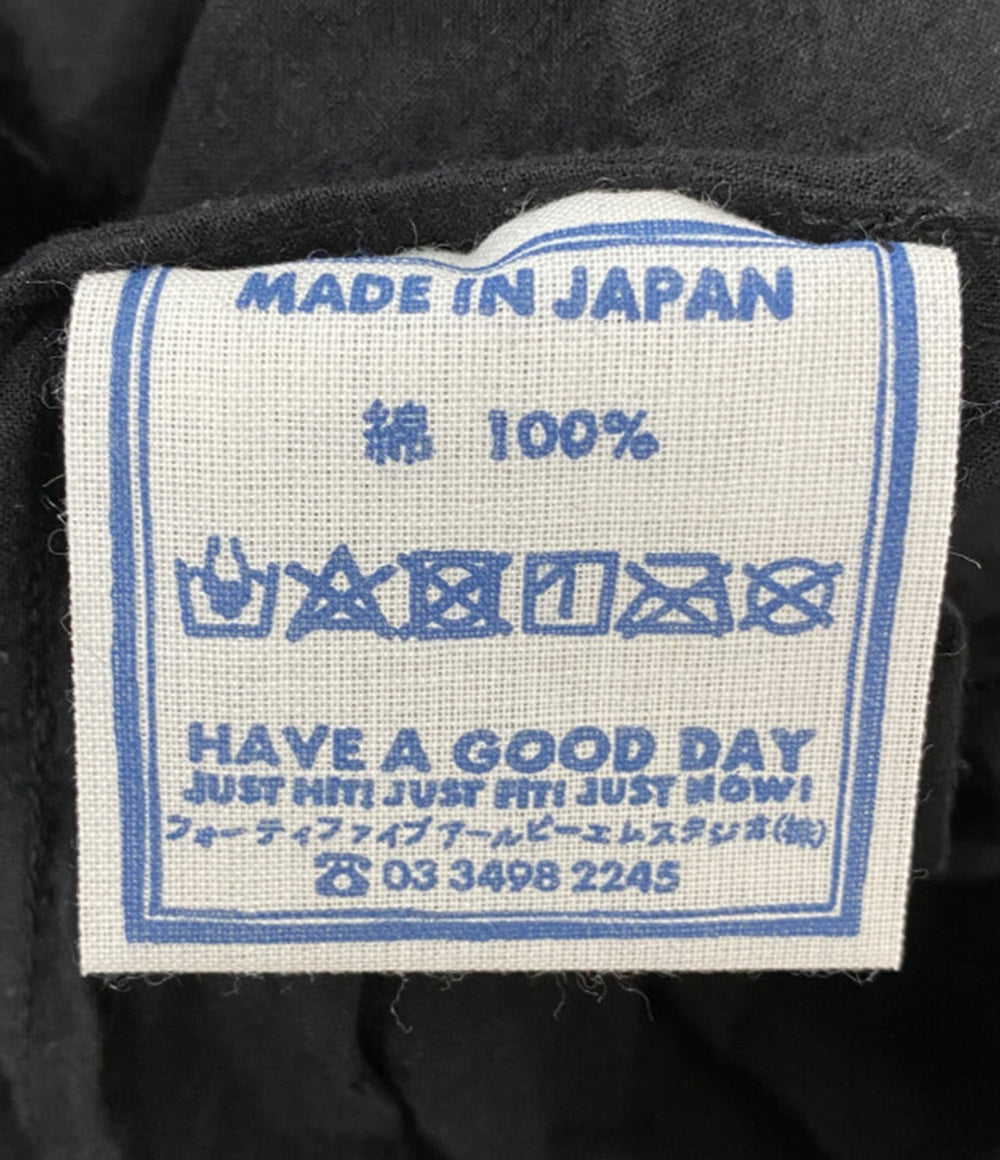 MADE IN JAPAN
綿 100%
HAVE A GOOD DAY
JUST HIT! JUST FIT! JUST NOW!
フォーティファイブアールピーエムスタジオ(株)
☎ 03 3498 2245